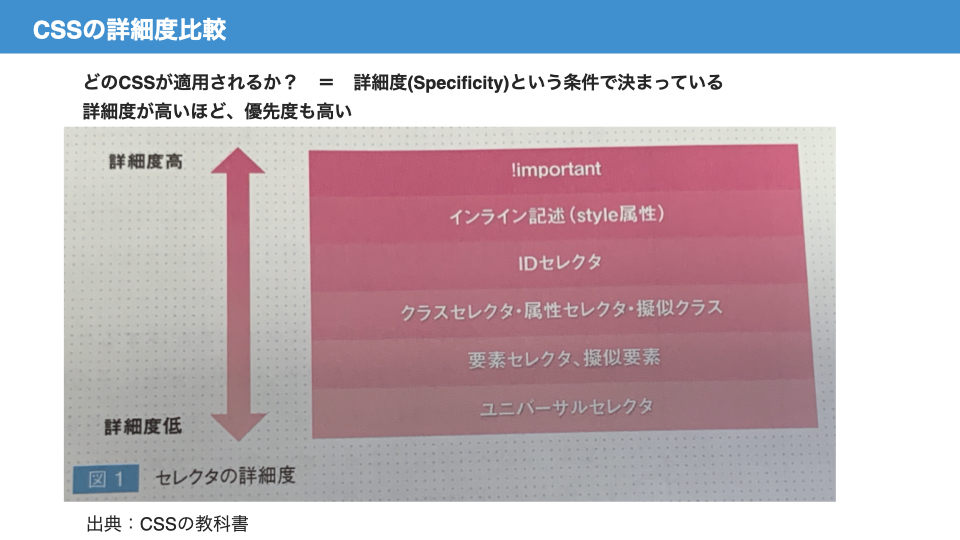 CSSの詳細度比較
どのCSSが適用されるか？　＝　詳細度(Specificity)という条件で決まっている
詳細度が高いほど、優先度も高い
詳細度高
!important
インライン記述（style属性）
IDセレクタ
クラスセレクタ・属性セレクタ・擬似クラス
要素セレクタ、擬似要素
ユニバーサルセレクタ
詳細度低
図 1　セレクタの詳細度
出典：CSSの教科書